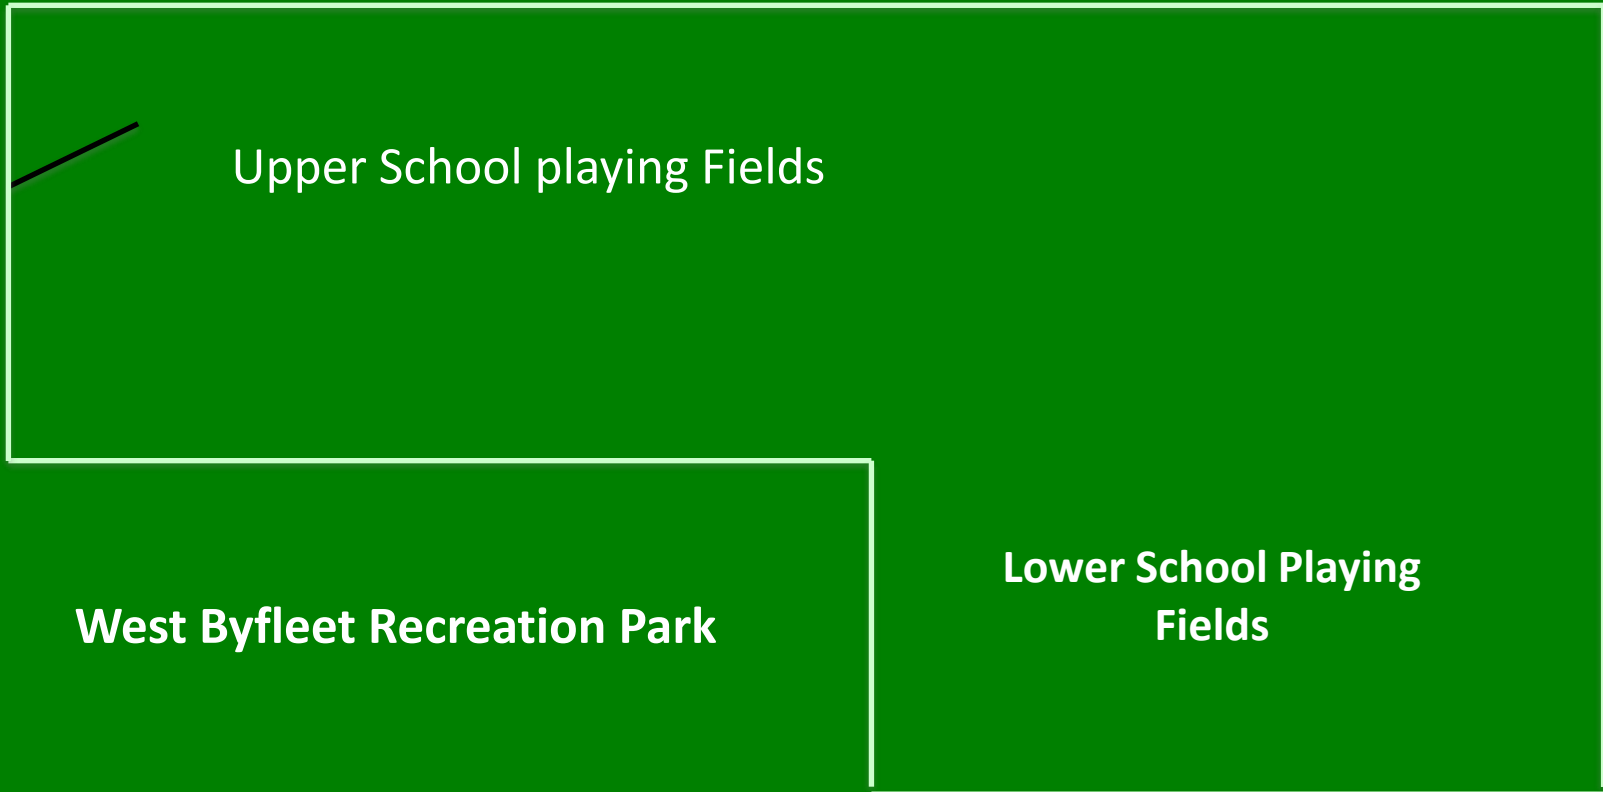 Upper School playing Fields
Lower School Playing
Fields
West Byfleet Recreation Park